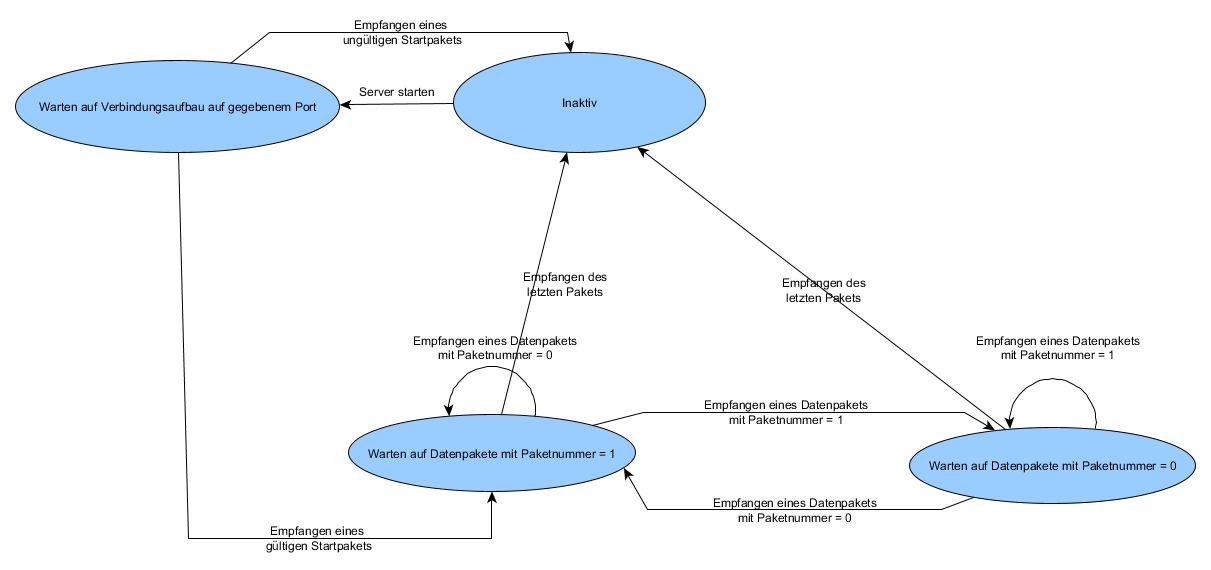 Empfangen eines
ungültigen Startpakets
Warten auf Verbindungsaufbau auf gegebenem Port
Server starten
Inaktiv
Empfangen des
letzten Pakets
Empfangen des
letzten Pakets
Empfangen eines Datenpakets
mit Paketnummer = 0
Empfangen eines Datenpakets
mit Paketnummer = 1
Empfangen eines Datenpakets
mit Paketnummer = 1
Warten auf Datenpakete mit Paketnummer = 1
Warten auf Datenpakete mit Paketnummer = 0
Empfangen eines Datenpakets
mit Paketnummer = 0
Empfangen eines
gültigen Startpakets